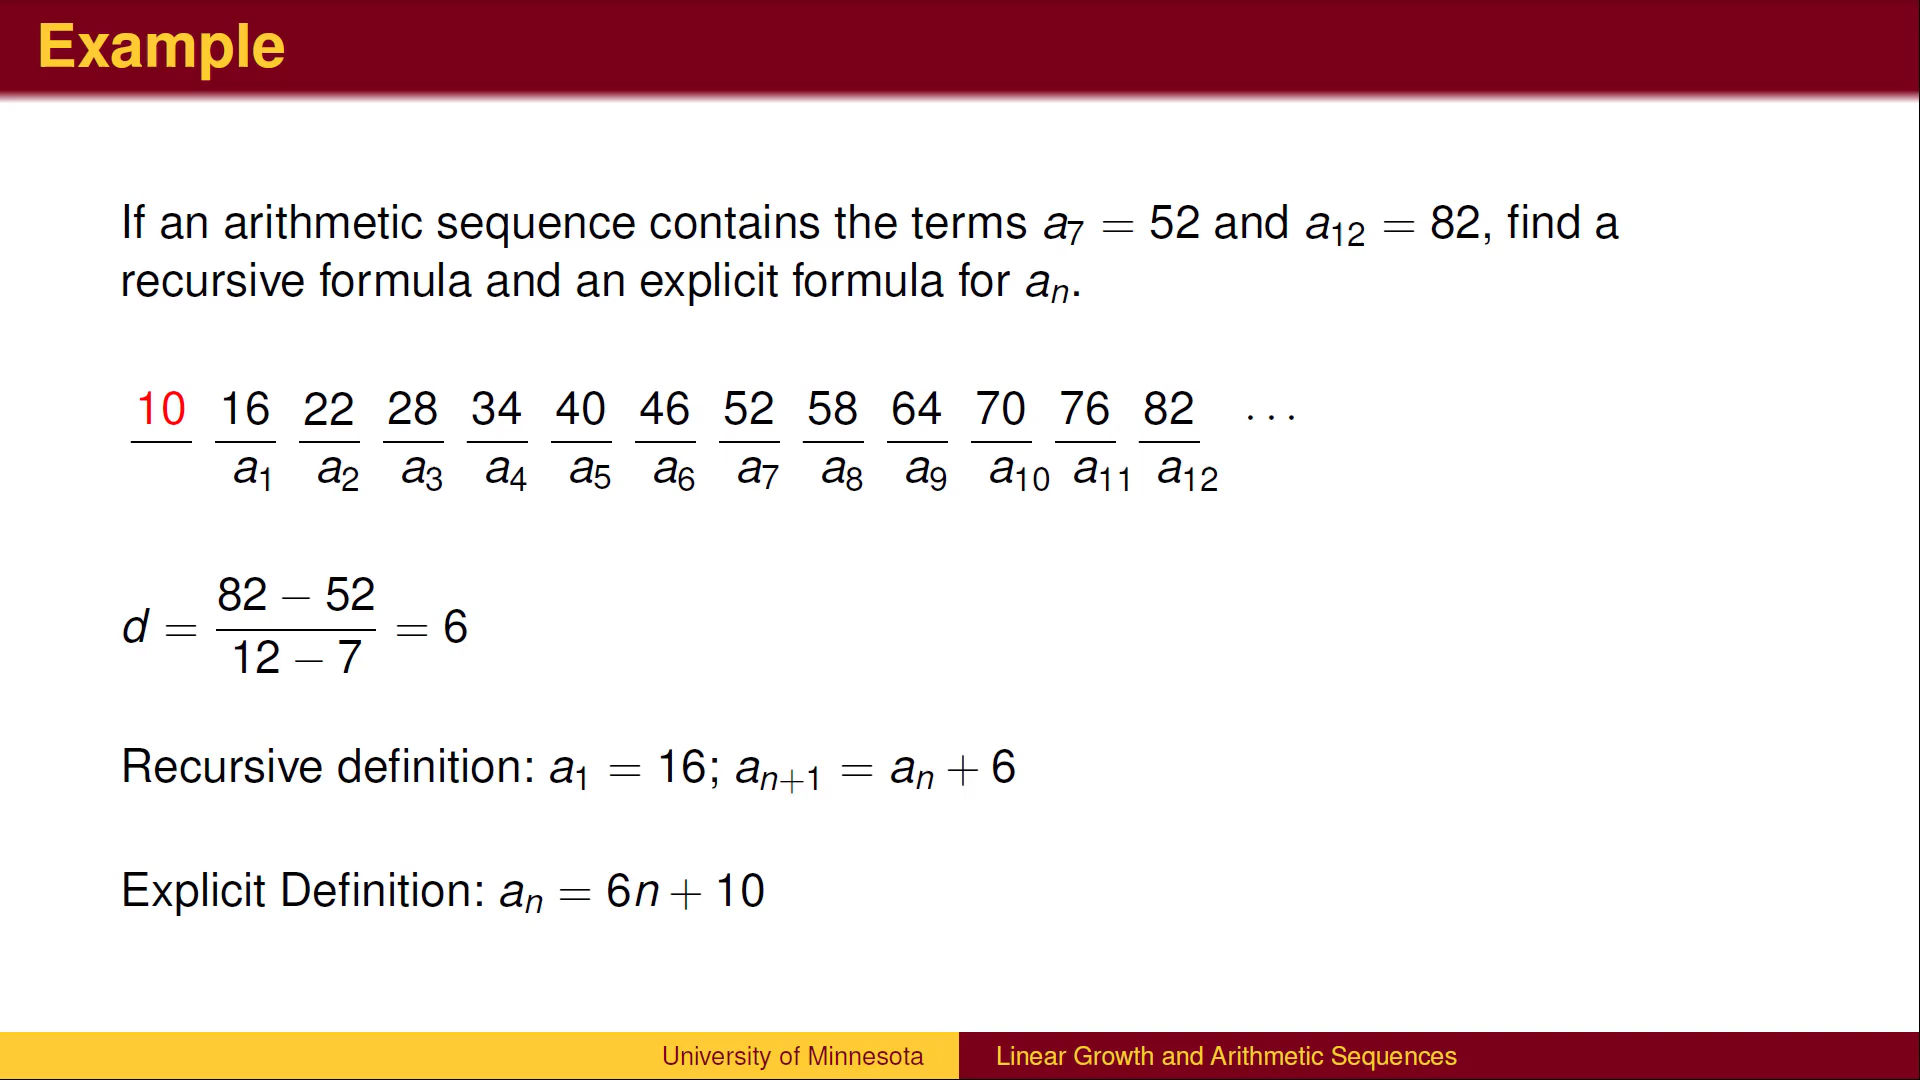 Example
If an arithmetic sequence contains the terms a₇ = 52 and a₁₂ = 82, find a
recursive formula and an explicit formula for aₙ.
10 16 22 28 34 40 46 52 58 64 70 76 82 ⋯
a₁ a₂ a₃ a₄ a₅ a₆ a₇ a₈ a₉ a₁₀ a₁₁ a₁₂
d = (82 − 52)/(12 − 7) = 6
Recursive definition: a₁ = 16; aₙ₊₁ = aₙ + 6
Explicit Definition: aₙ = 6n + 10
University of Minnesota
Linear Growth and Arithmetic Sequences